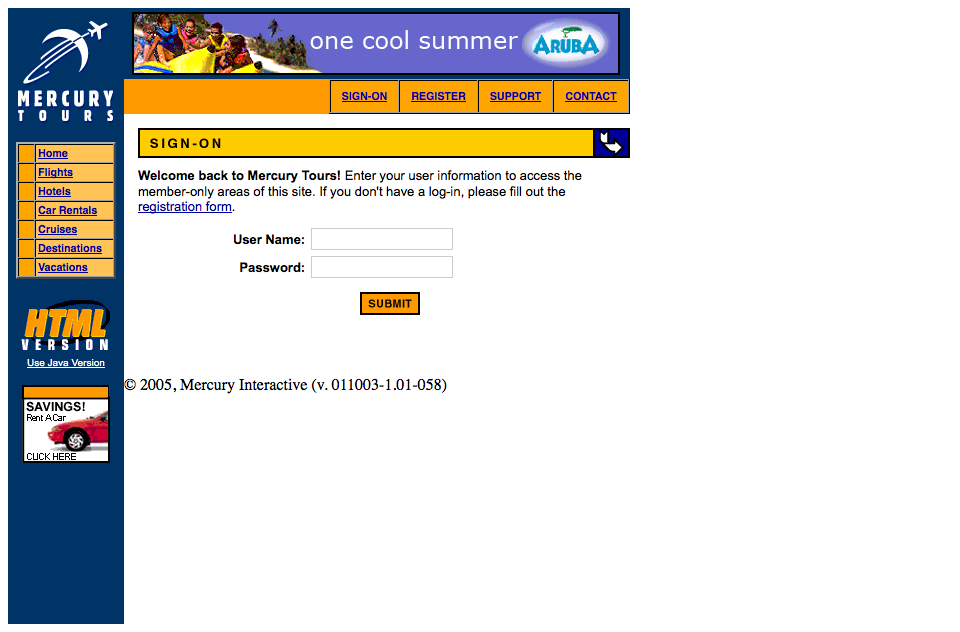 MERCURY
TOURS
one cool summer ARUBA
SIGN-ON REGISTER SUPPORT CONTACT
Home
Flights
Hotels
Car Rentals
Cruises
Destinations
Vacations
HTML
VERSION
Use Java Version
SAVINGS!
Rent A Car
CLICK HERE
SIGN-ON
Welcome back to Mercury Tours! Enter your user information to access the
member-only areas of this site. If you don't have a log-in, please fill out the
registration form.
User Name:
Password:
SUBMIT
© 2005, Mercury Interactive (v. 011003-1.01-058)